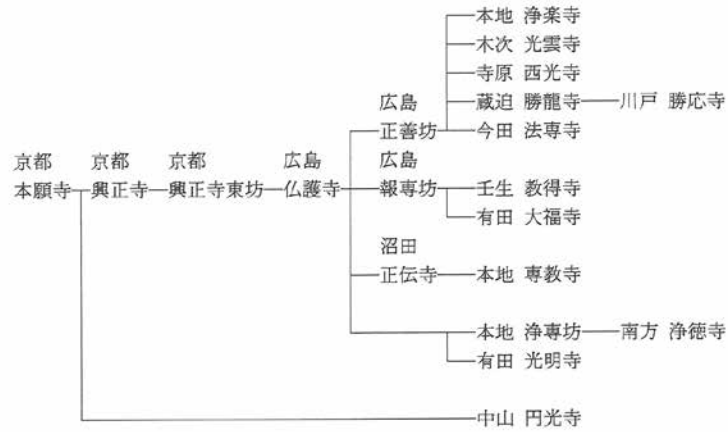 本地 浄楽寺
木次 光雲寺
寺原 西光寺
広島
蔵迫 勝龍寺 川戸 勝応寺
正善坊 今田 法専寺
京都 京都 京都 広島 広島
本願寺 興正寺 興正寺東坊 仏護寺 報専坊 壬生 教得寺
有田 大福寺
沼田
正伝寺 本地 専教寺
本地 浄専坊 南方 浄徳寺
有田 光明寺
中山 円光寺